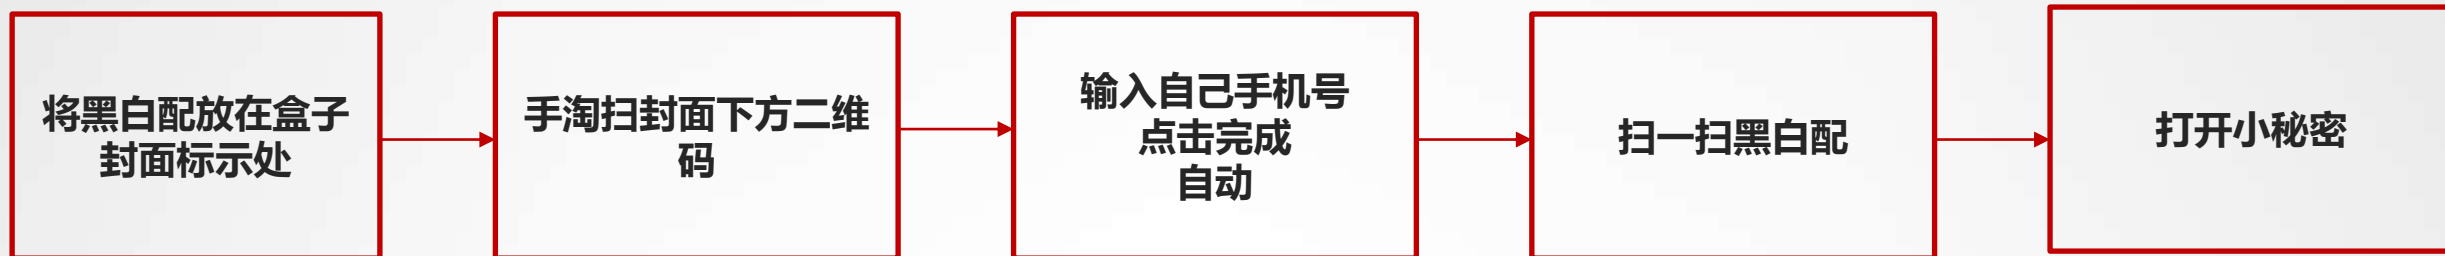 将黑白配放在盒子
封面标示处
手淘扫封面下方二维
码
输入自己手机号
点击完成
自动
扫一扫黑白配
打开小秘密